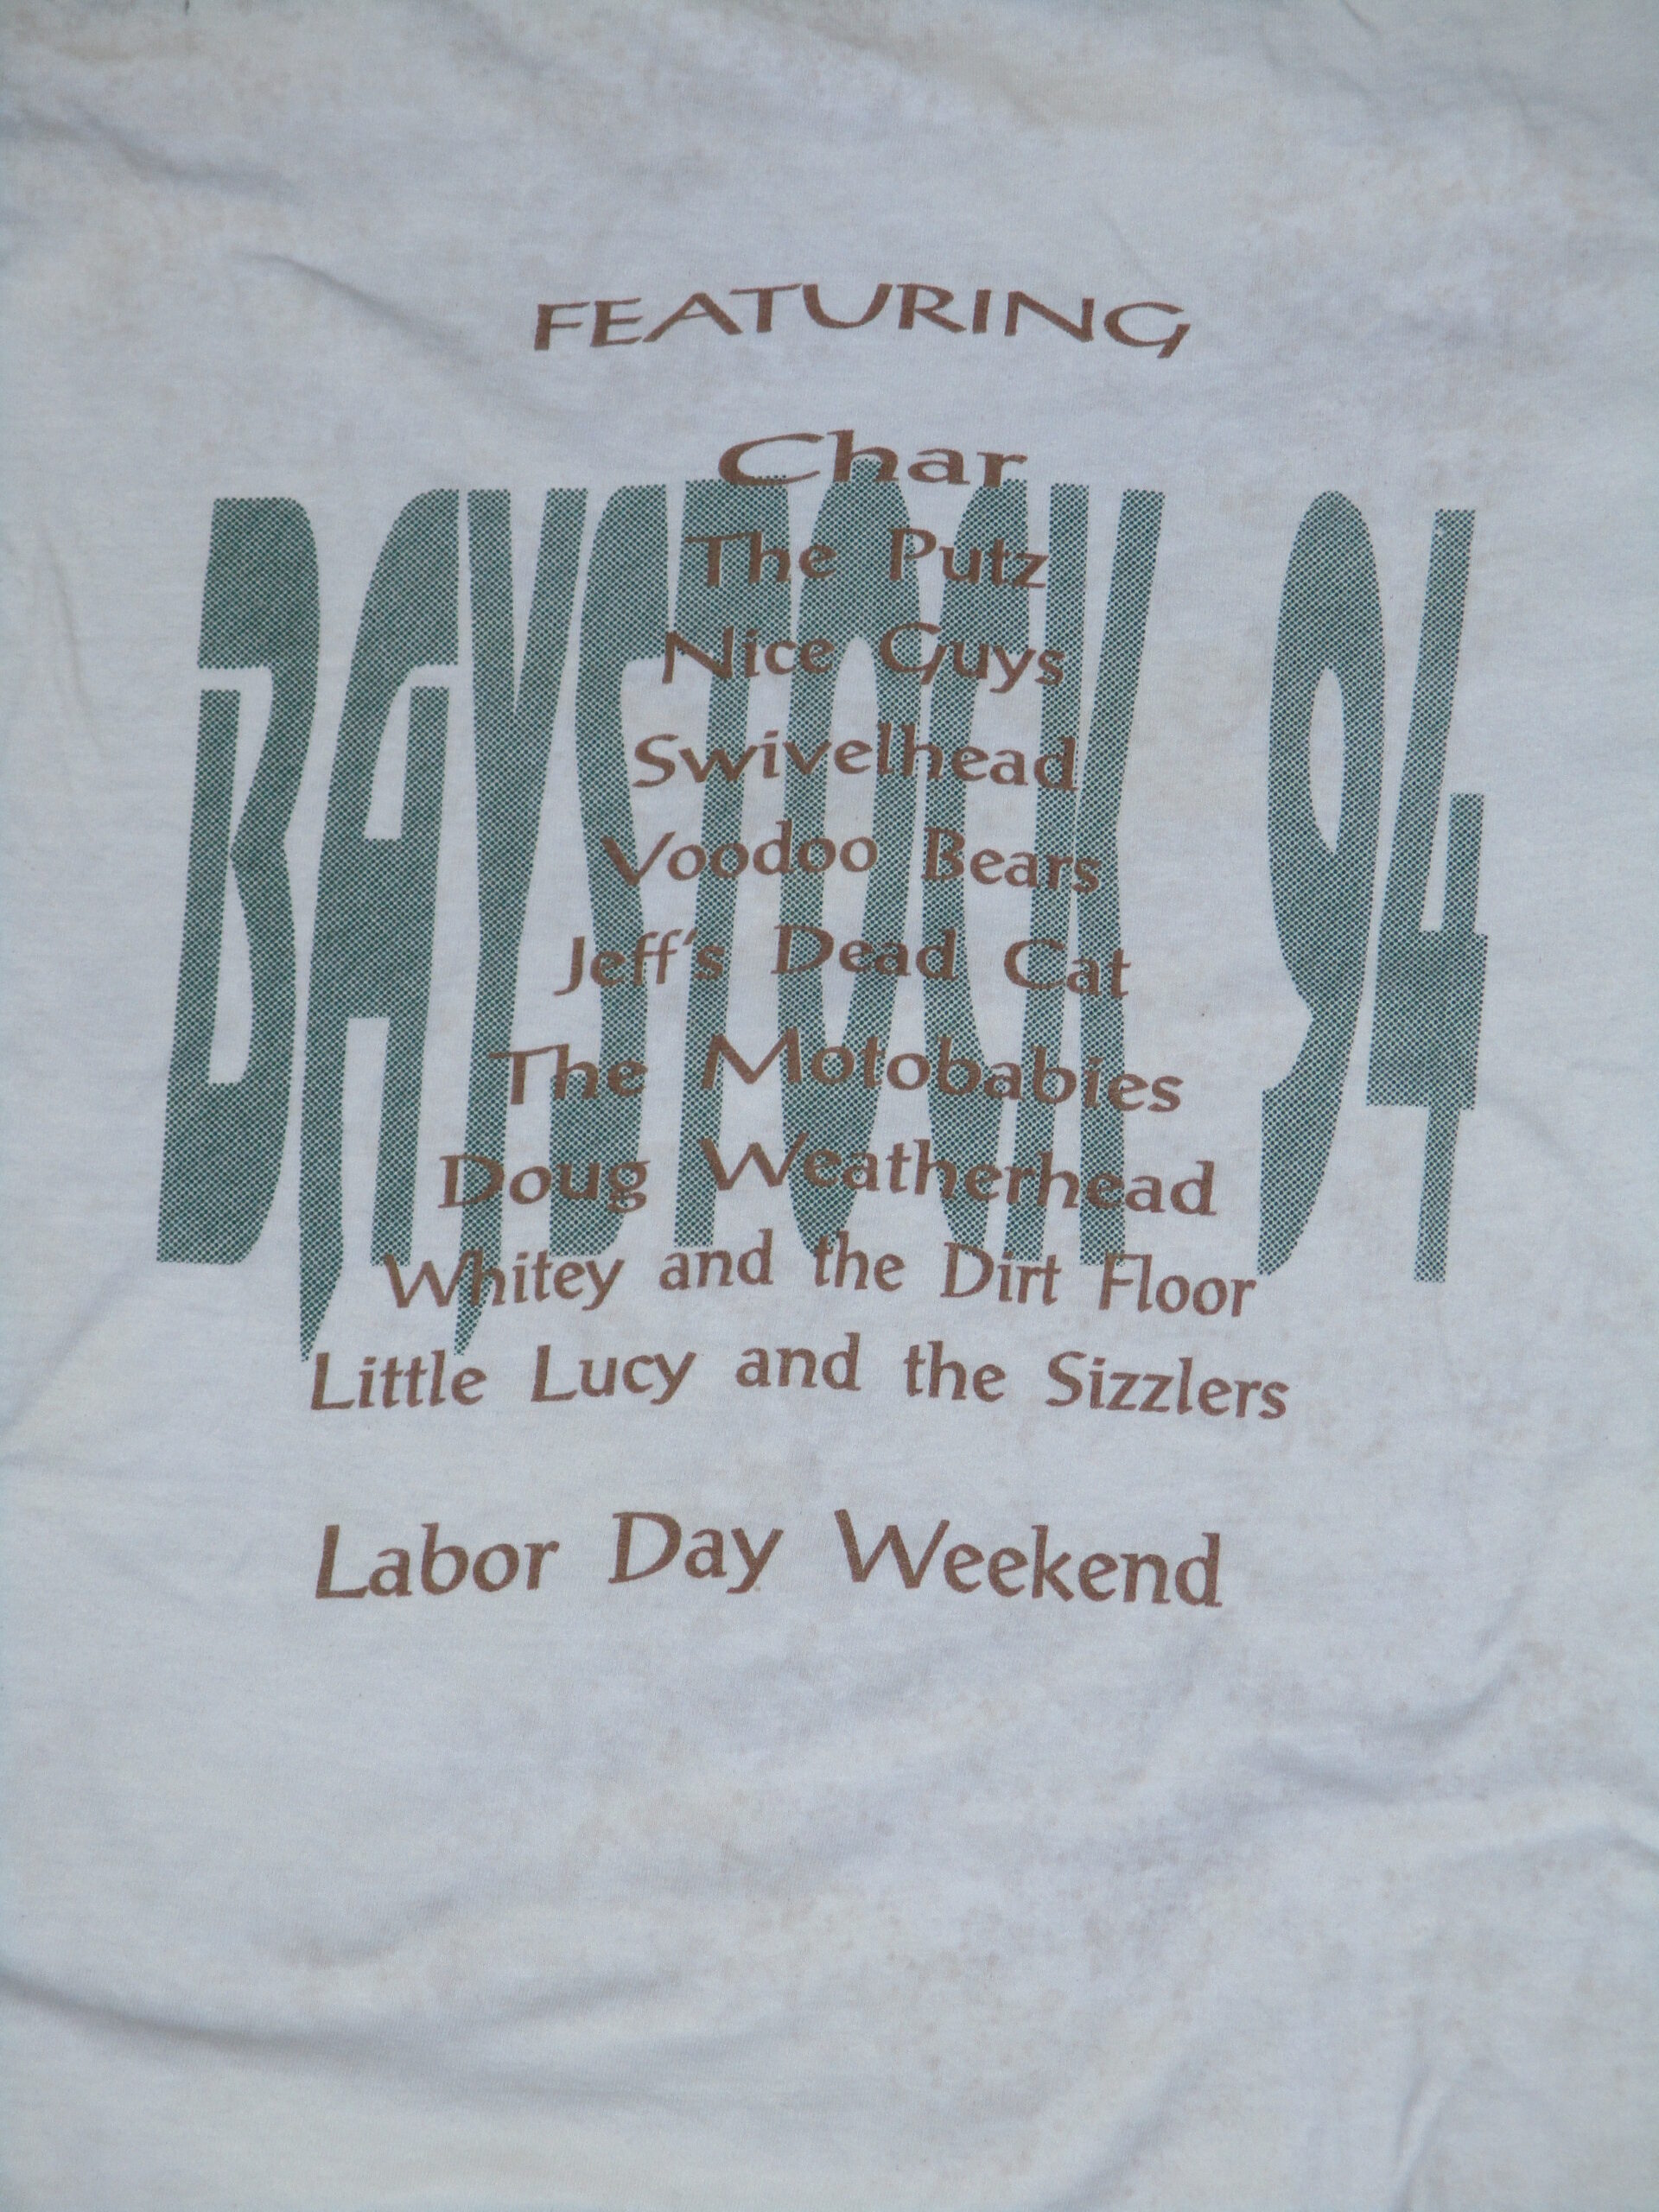 FEATURING
Char
BAYSTOCK 94
The Putz
Nice Guys
Swivelhead
Voodoo Bears
Jeff's Dead Cat
The Motobabies
Doug Weatherhead
Whitey and the Dirt Floor
Little Lucy and the Sizzlers
Labor Day Weekend